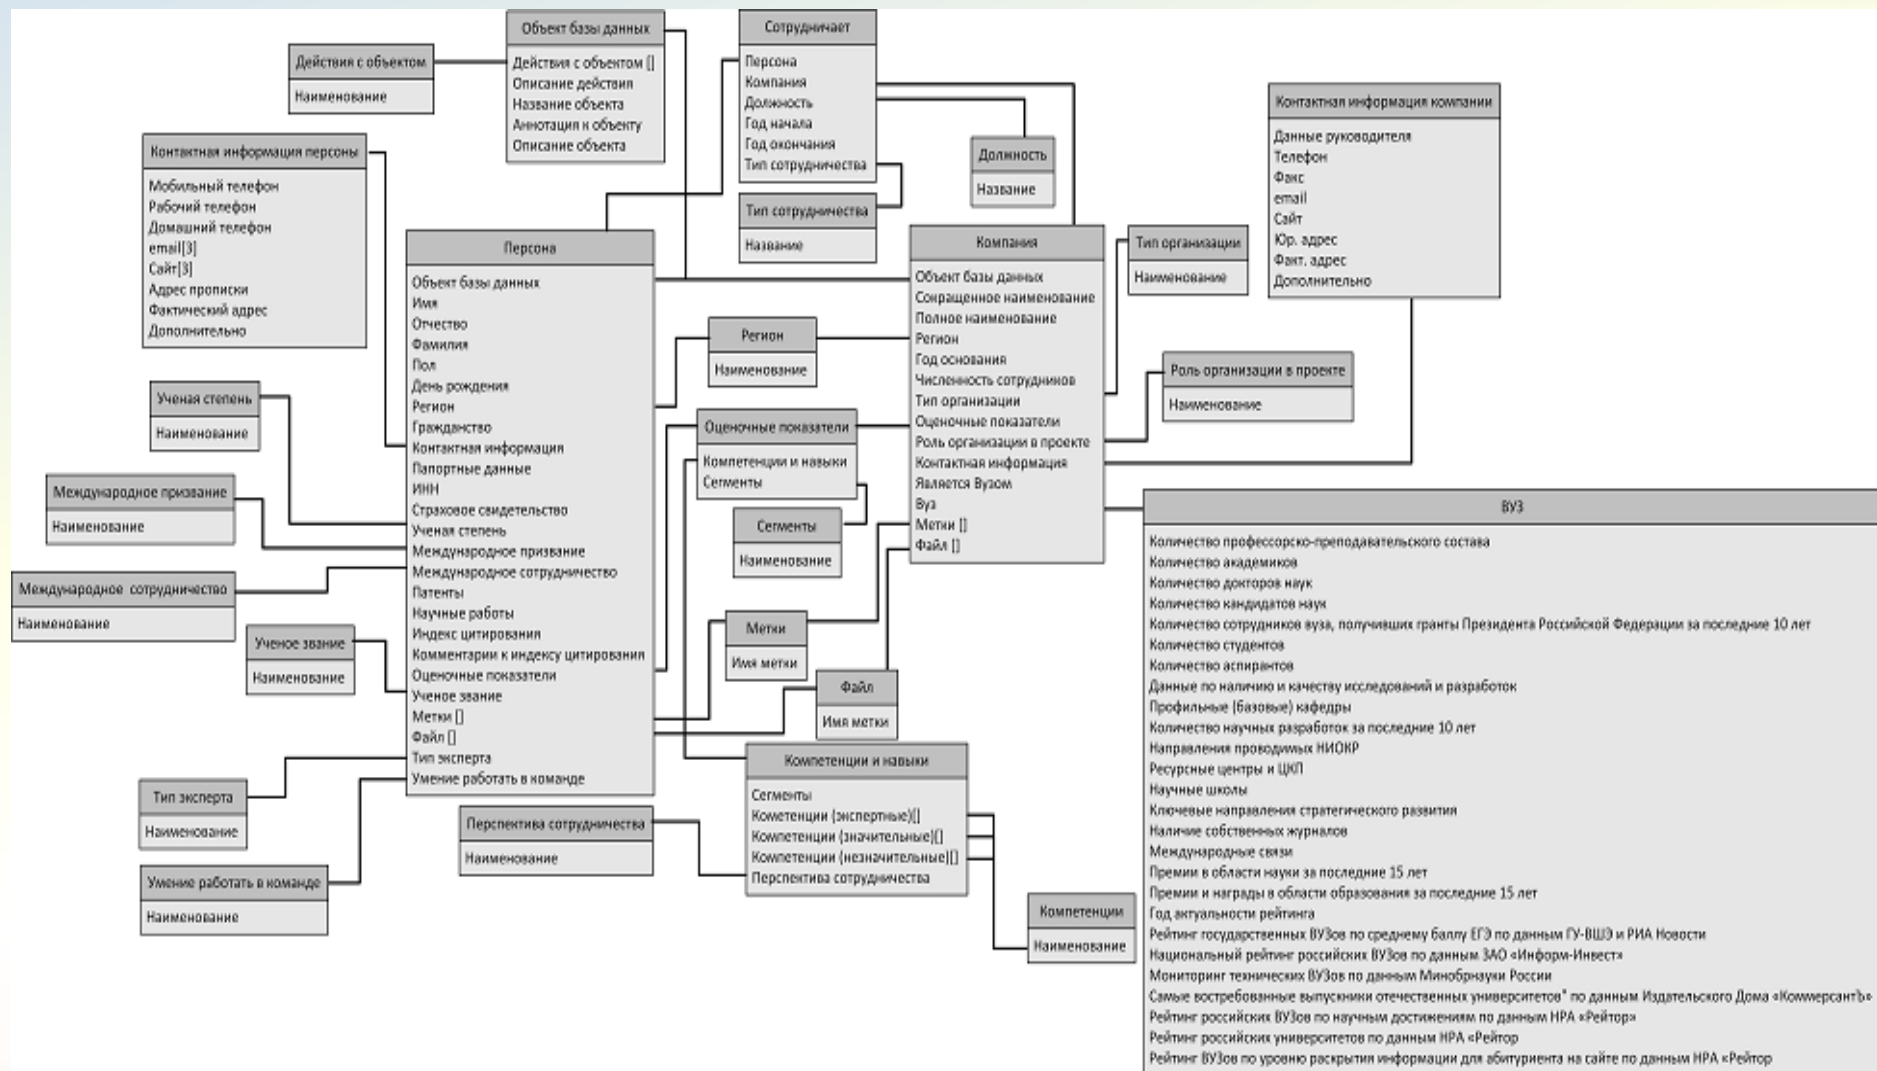 Объект базы данных
Действия с объектом []
Описание действия
Название объекта
Аннотация к объекту
Описание объекта
Сотрудничает
Персона
Компания
Должность
Год начала
Год окончания
Тип сотрудничества
Действия с объектом
Наименование
Контактная информация компании
Данные руководителя
Телефон
Факс
email
Сайт
Юр. адрес
Факт. адрес
Дополнительно
Контактная информация персоны
Мобильный телефон
Рабочий телефон
Домашний телефон
email[3]
Сайт[3]
Адрес прописки
Фактический адрес
Дополнительно
Должность
Название
Тип сотрудничества
Название
Персона
Объект базы данных
Имя
Отчество
Фамилия
Пол
День рождения
Регион
Гражданство
Контактная информация
Папортные данные
ИНН
Страховое свидетельство
Ученая степень
Международное призвание
Международное сотрудничество
Патенты
Научные работы
Индекс цитирования
Комментарии к индексу цитирования
Оценочные показатели
Ученое звание
Метки []
Файл []
Тип эксперта
Умение работать в команде
Компания
Объект базы данных
Сокращенное наименование
Полное наименование
Регион
Год основания
Численность сотрудников
Тип организации
Оценочные показатели
Роль организации в проекте
Контактная информация
Является Вузом
Вуз
Метки []
Файл []
Тип организации
Наименование
Регион
Наименование
Роль организации в проекте
Наименование
Ученая степень
Наименование
Оценочные показатели
Компетенции и навыки
Сегменты
Международное призвание
Наименование
Сегменты
Наименование
Международное сотрудничество
Наименование
Ученое звание
Наименование
Метки
Имя метки
Файл
Имя метки
Компетенции и навыки
Сегменты
Кометенции (экспертные)[]
Компетенции (значительные)[]
Компетенции (незначительные)[]
Перспектива сотрудничества
Тип эксперта
Наименование
Перспектива сотрудничества
Наименование
Умение работать в команде
Наименование
Компетенции
Наименование
ВУЗ
Количество профессорско-преподавательского состава
Количество академиков
Количество докторов наук
Количество кандидатов наук
Количество сотрудников вуза, получивших гранты Президента Российской Федерации за последние 10 лет
Количество студентов
Количество аспирантов
Данные по наличию и качеству исследований и разработок
Профильные (базовые) кафедры
Количество научных разработок за последние 10 лет
Направления проводимых НИОКР
Ресурсные центры и ЦКП
Научные школы
Ключевые направления стратегического развития
Наличие собственных журналов
Международные связи
Премии в области науки за последние 15 лет
Премии и награды в области образования за последние 15 лет
Год актуальности рейтинга
Рейтинг государственных ВУЗов по среднему баллу ЕГЭ по данным ГУ-ВШЭ и РИА Новости
Национальный рейтинг российских ВУЗов по данным ЗАО «Информ-Инвест»
Мониторинг технических ВУЗов по данным Минобрнауки России
Самые востребованные выпускники отечественных университетов" по данным Издательского Дома «КоммерсантЪ»
Рейтинг российских ВУЗов по научным достижениям по данным НРА «Рейтор»
Рейтинг российских университетов по данным НРА «Рейтор
Рейтинг ВУЗов по уровню раскрытия информации для абитуриента на сайте по данным НРА «Рейтор